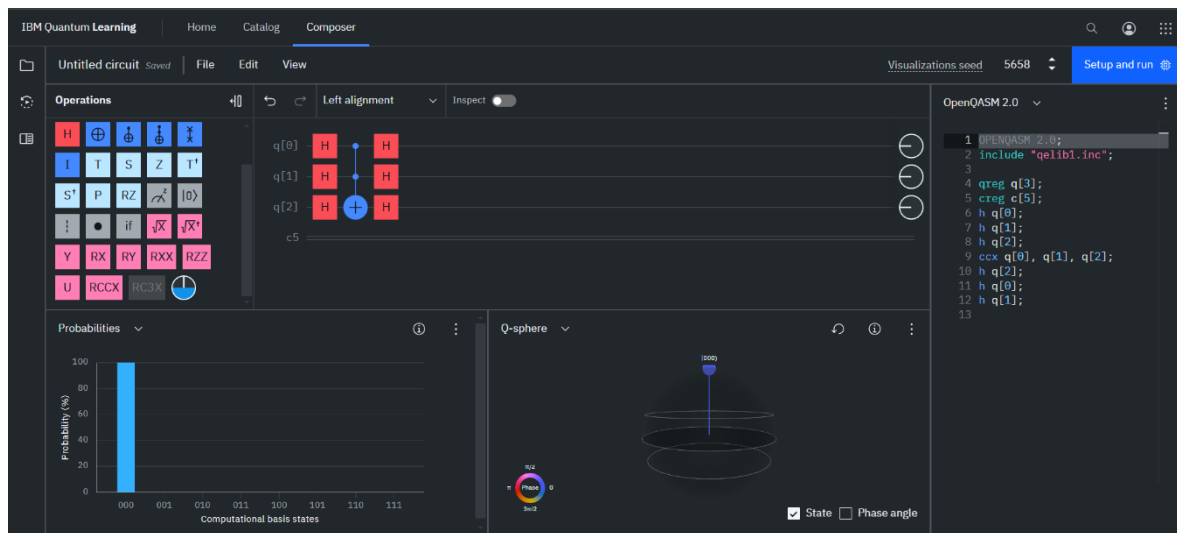 IBM Quantum Learning Home Catalog Composer
Untitled circuit Saved File Edit View Visualizations seed 5658 Setup and run
Operations Left alignment Inspect OpenQASM 2.0
H
I T S Z T†
S† P RZ z |0⟩
if √X √X†
Y RX RY RXX RZZ
U RCCX RC3X
q[0] H H
q[1] H H
q[2] H + H
c5
1 OPENQASM 2.0;
2 include "qelib1.inc";
3
4 qreg q[3];
5 creg c[5];
6 h q[0];
7 h q[1];
8 h q[2];
9 ccx q[0], q[1], q[2];
10 h q[2];
11 h q[0];
12 h q[1];
13
Probabilities
100
80
60
40
20
0
Probability (%)
000 001 010 011 100 101 110 111
Computational basis states
Q-sphere
|000⟩
π/2
π Phase 0
3π/2
State Phase angle